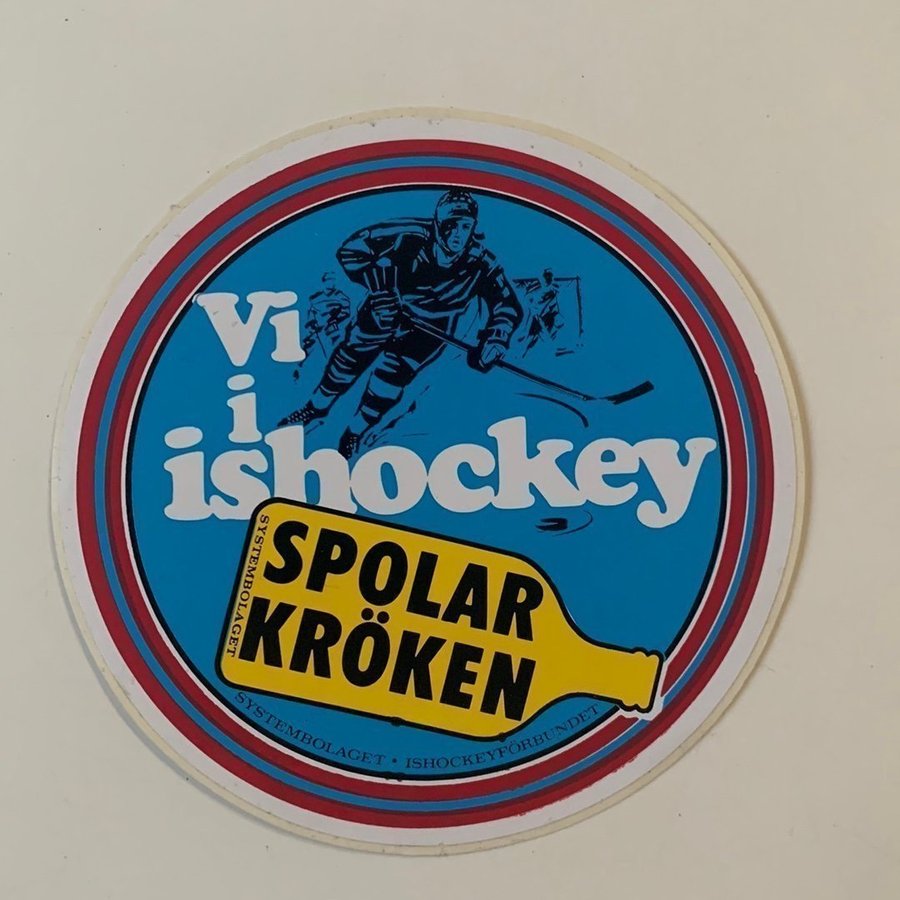 Vi
i
ishockey
SPOLAR
KRÖKEN
SYSTEMBOLAGET
SYSTEMBOLAGET • ISHOCKEYFÖRBUNDET